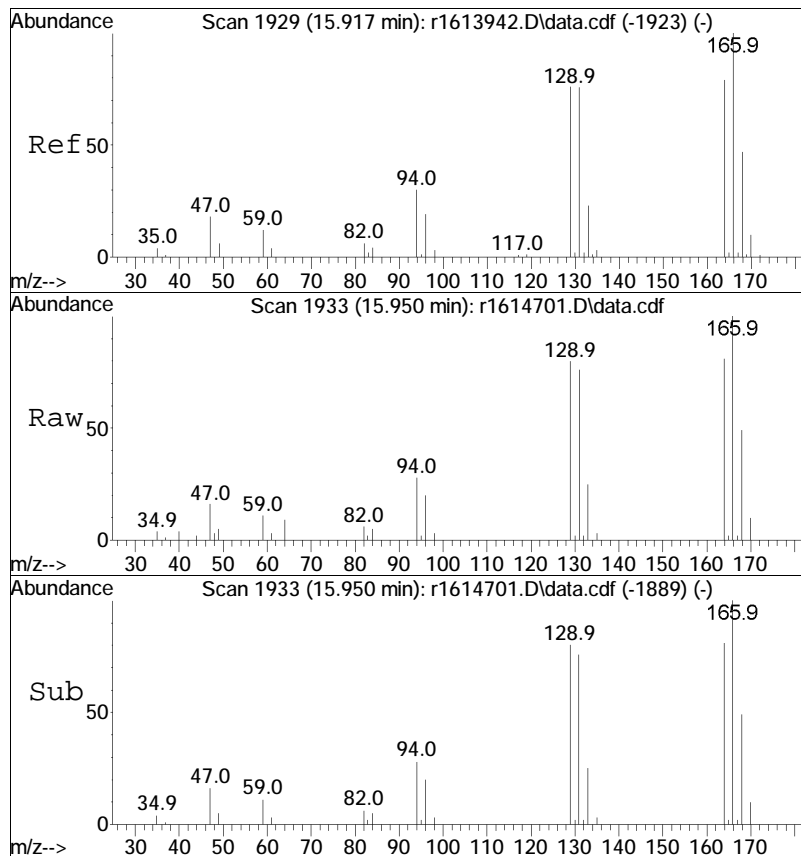 Abundance Scan 1929 (15.917 min): r1613942.D\data.cdf (-1923) (-)
165.9
128.9
Ref 50
94.0
47.0
59.0
35.0 82.0 117.0
0
m/z--> 30 40 50 60 70 80 90 100 110 120 130 140 150 160 170
Abundance Scan 1933 (15.950 min): r1614701.D\data.cdf
165.9
128.9
Raw 50
94.0
47.0
59.0
34.9 82.0
0
m/z--> 30 40 50 60 70 80 90 100 110 120 130 140 150 160 170
Abundance Scan 1933 (15.950 min): r1614701.D\data.cdf (-1889) (-)
165.9
128.9
Sub 50
94.0
47.0
59.0
34.9 82.0
0
m/z--> 30 40 50 60 70 80 90 100 110 120 130 140 150 160 170